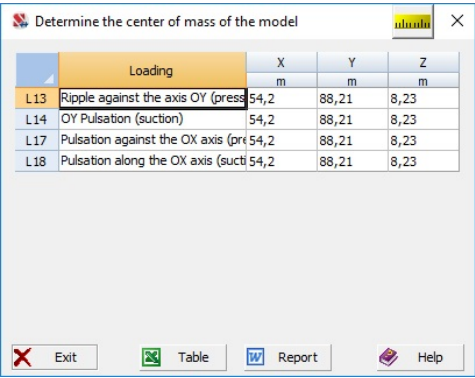 Determine the center of mass of the model
Loading X Y Z
m m m
L13 Ripple against the axis OY (press 54,2 88,21 8,23
L14 OY Pulsation (suction) 54,2 88,21 8,23
L17 Pulsation against the OX axis (pre 54,2 88,21 8,23
L18 Pulsation along the OX axis (sucti 54,2 88,21 8,23
Exit Table Report Help